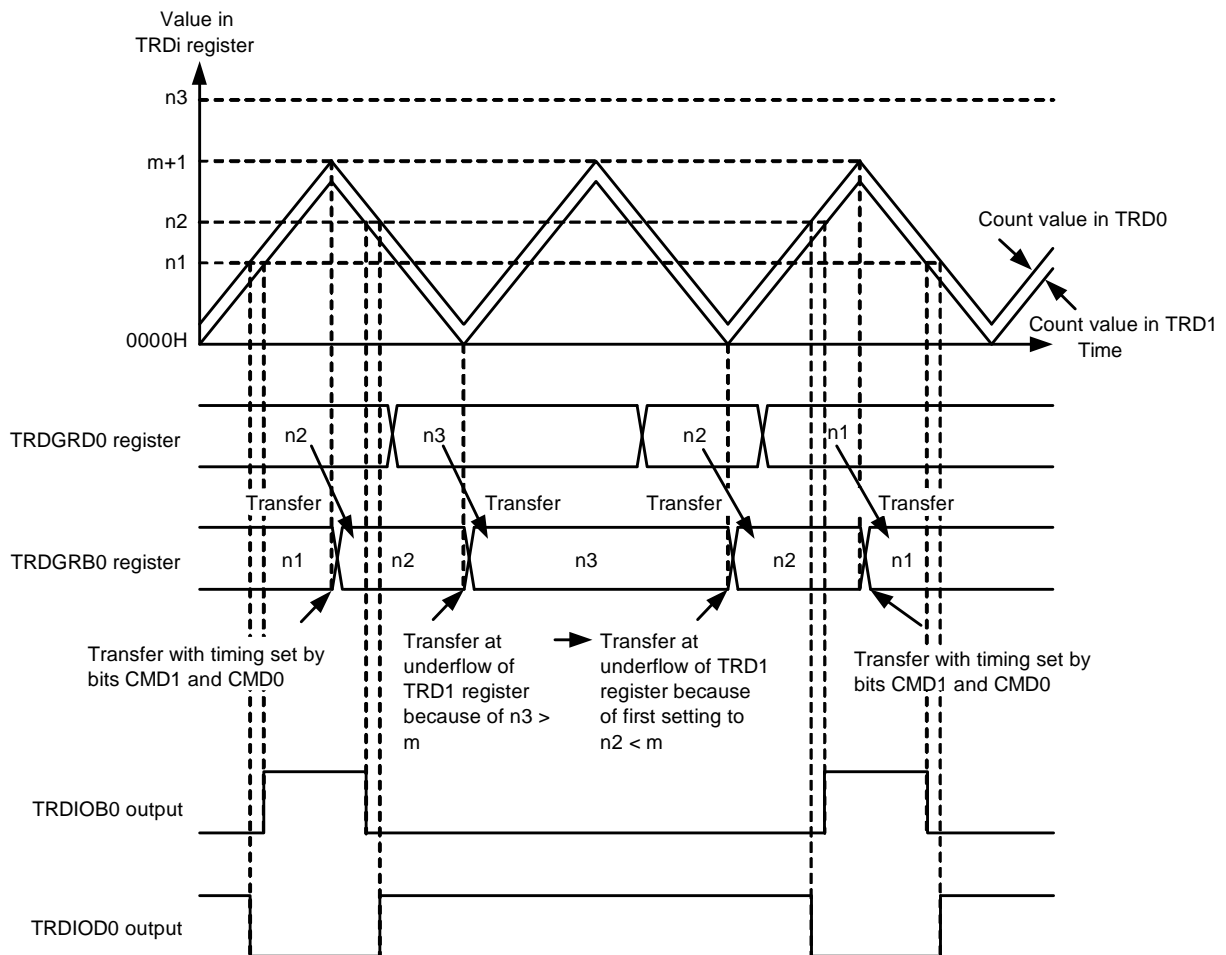 Value in
TRDi register
n3
m+1
n2
n1
0000H
Count value in TRD0
Count value in TRD1
Time
TRDGRD0 register
n2
n3
n2
n1
Transfer
Transfer
Transfer
Transfer
TRDGRB0 register
n1
n2
n3
n2
n1
Transfer with timing set by
bits CMD1 and CMD0
Transfer at
underflow of
TRD1 register
because of n3 >
m
Transfer at
underflow of TRD1
register because
of first setting to
n2 < m
Transfer with timing set by
bits CMD1 and CMD0
TRDIOB0 output
TRDIOD0 output